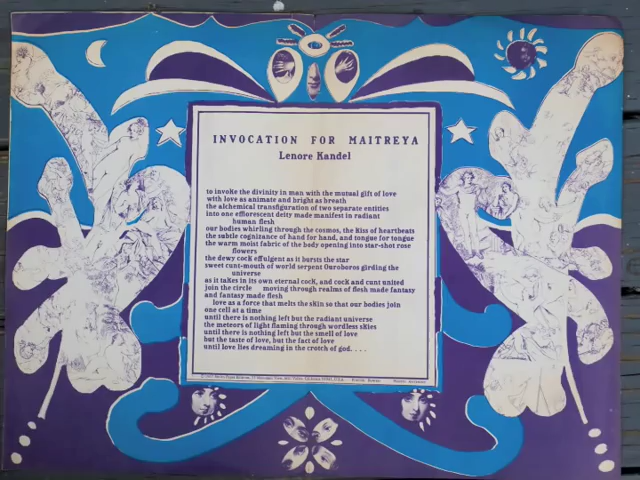 INVOCATION FOR MAITREYA
Lenore Kandel
to invoke the divinity in man with the mutual gift of love
with love as animate and bright as breath
the alchemical transfiguration of two separate entities
into one efflorescent deity made manifest in radiant
human flesh
our bodies whirling through the cosmos, the kiss of heartbeats
the subtle cognizance of hand for hand, and tongue for tongue
the warm moist fabric of the body opening into star-shot rose
flowers
the dewy cock effulgent as it bursts the star
sweet cunt-mouth of world serpent Ouroboros girding the
universe
as it takes in its own eternal cock, and cock and cunt united
join the circle moving through realms of flesh made fantasy
and fantasy made flesh
love as a force that melts the skin so that our bodies join
one cell at a time
until there is nothing left but the radiant universe
the meteors of light flaming through wordless skies
until there is nothing left but the smell of love
but the taste of love, but the fact of love
until love lies dreaming in the crotch of god. . . .